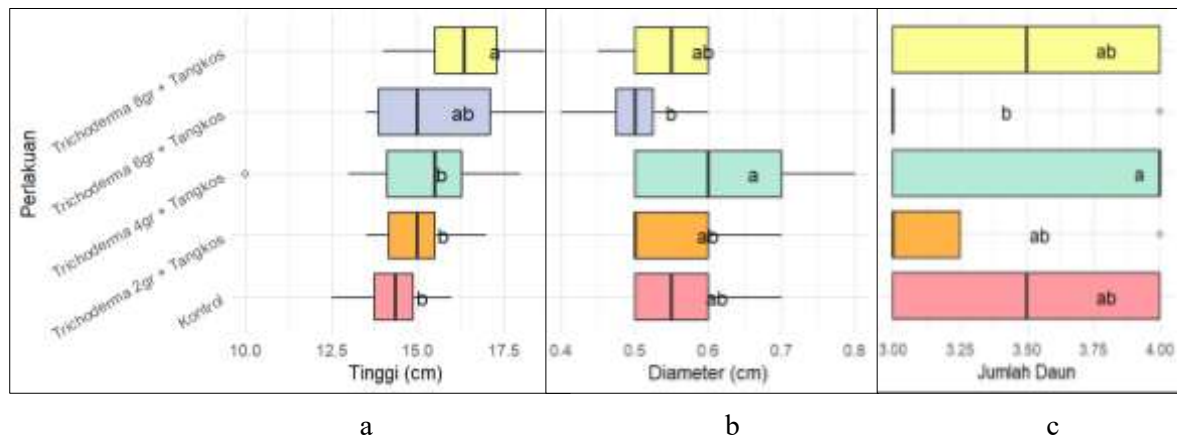 Perlakuan
Trichoderma 8gr + Tangkos
Trichoderma 6gr + Tangkos
Trichoderma 4gr + Tangkos
Trichoderma 2gr + Tangkos
Kontrol
a
ab
b
b
b
10.0 12.5 15.0 17.5
Tinggi (cm)
ab
b
a
ab
ab
0.4 0.5 0.6 0.7 0.8
Diameter (cm)
ab
b
a
ab
ab
3.00 3.25 3.50 3.75 4.00
Jumlah Daun
a b c